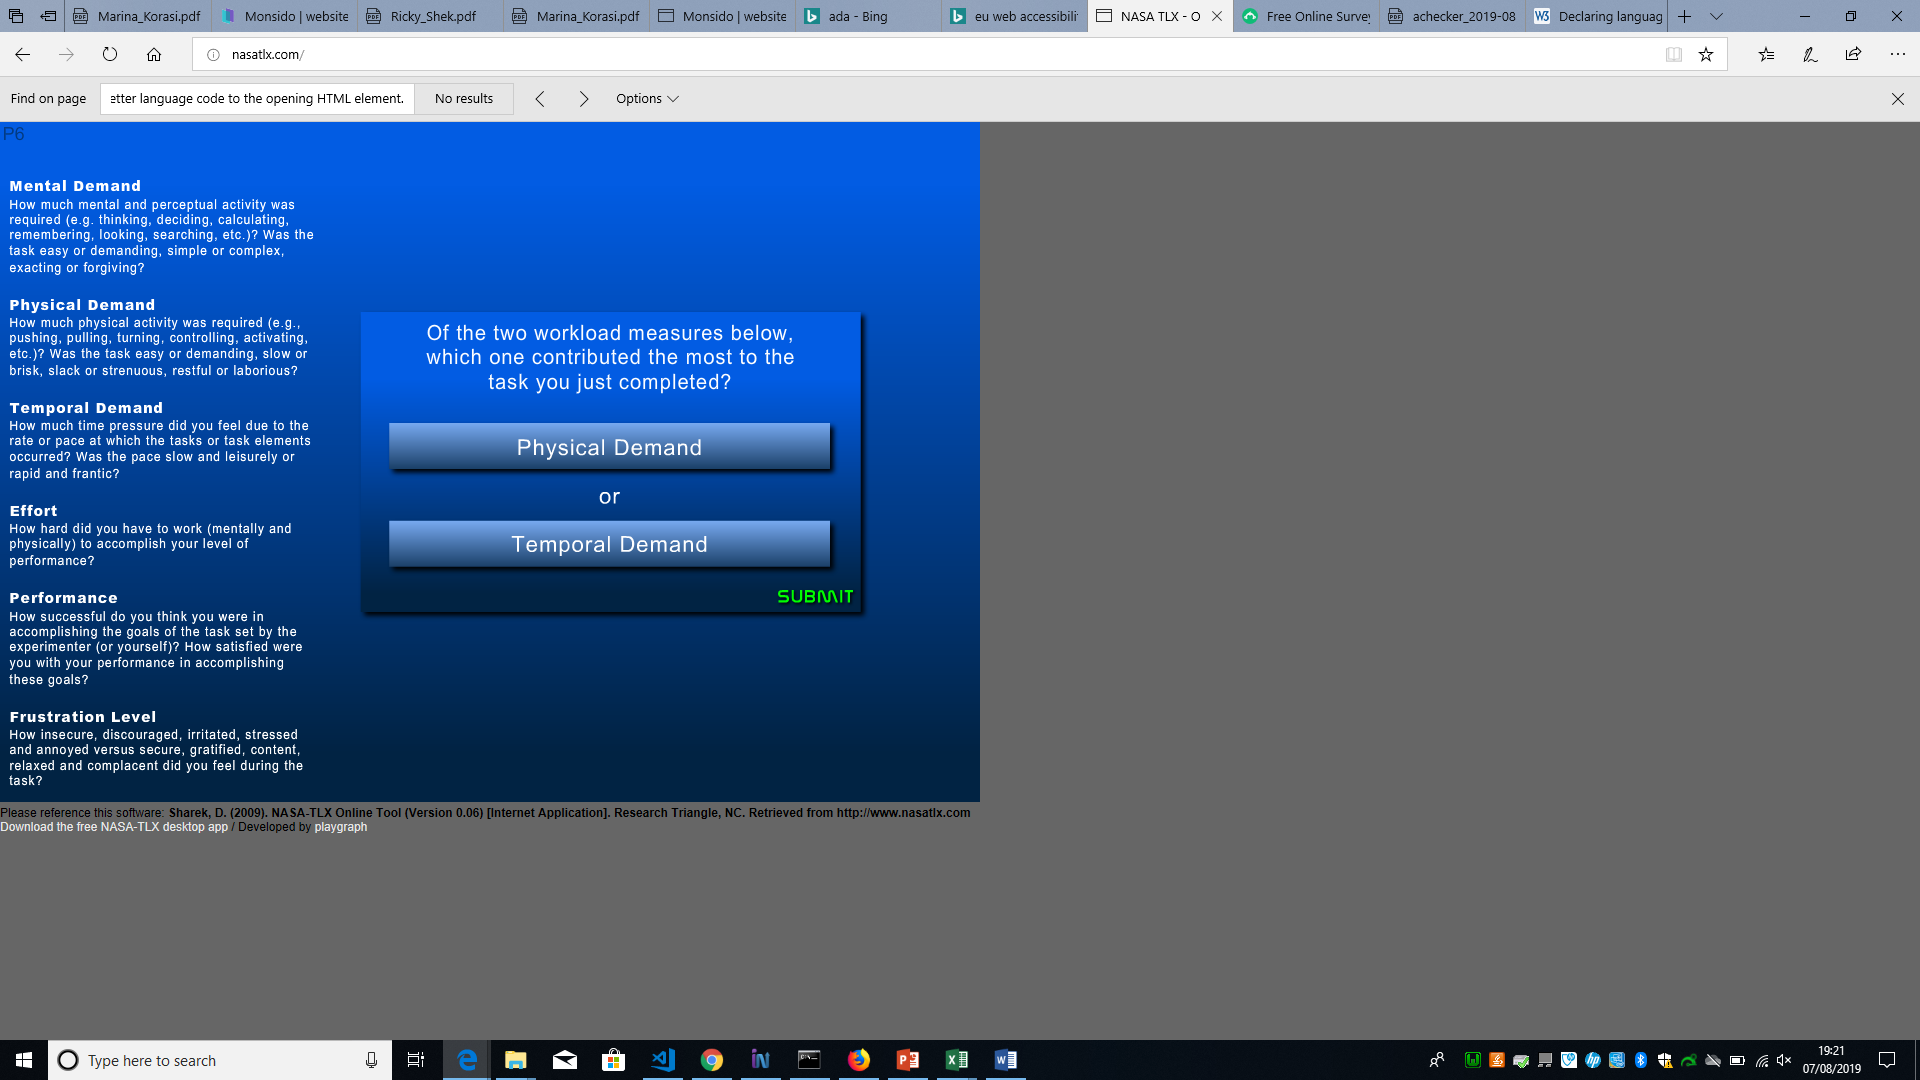 Marina_Korasi.pdf
Monsido | website
Ricky_Shek.pdf
Marina_Korasi.pdf
Monsido | website
ada - Bing
eu web accessibili
NASA TLX - O
Free Online Survey
achecker_2019-08
Declaring languag
nasatlx.com/
Find on page
etter language code to the opening HTML element.
No results
Options
P6
Mental Demand
How much mental and perceptual activity was
required (e.g. thinking, deciding, calculating,
remembering, looking, searching, etc.)? Was the
task easy or demanding, simple or complex,
exacting or forgiving?
Physical Demand
How much physical activity was required (e.g.,
pushing, pulling, turning, controlling, activating,
etc.)? Was the task easy or demanding, slow or
brisk, slack or strenuous, restful or laborious?
Temporal Demand
How much time pressure did you feel due to the
rate or pace at which the tasks or task elements
occurred? Was the pace slow and leisurely or
rapid and frantic?
Effort
How hard did you have to work (mentally and
physically) to accomplish your level of
performance?
Performance
How successful do you think you were in
accomplishing the goals of the task set by the
experimenter (or yourself)? How satisfied were
you with your performance in accomplishing
these goals?
Frustration Level
How insecure, discouraged, irritated, stressed
and annoyed versus secure, gratified, content,
relaxed and complacent did you feel during the
task?
Of the two workload measures below,
which one contributed the most to the
task you just completed?
Physical Demand
or
Temporal Demand
SUBMIT
Please reference this software: Sharek, D. (2009). NASA-TLX Online Tool (Version 0.06) [Internet Application]. Research Triangle, NC. Retrieved from http://www.nasatlx.com
Download the free NASA-TLX desktop app / Developed by playgraph
Type here to search
19:21
07/08/2019